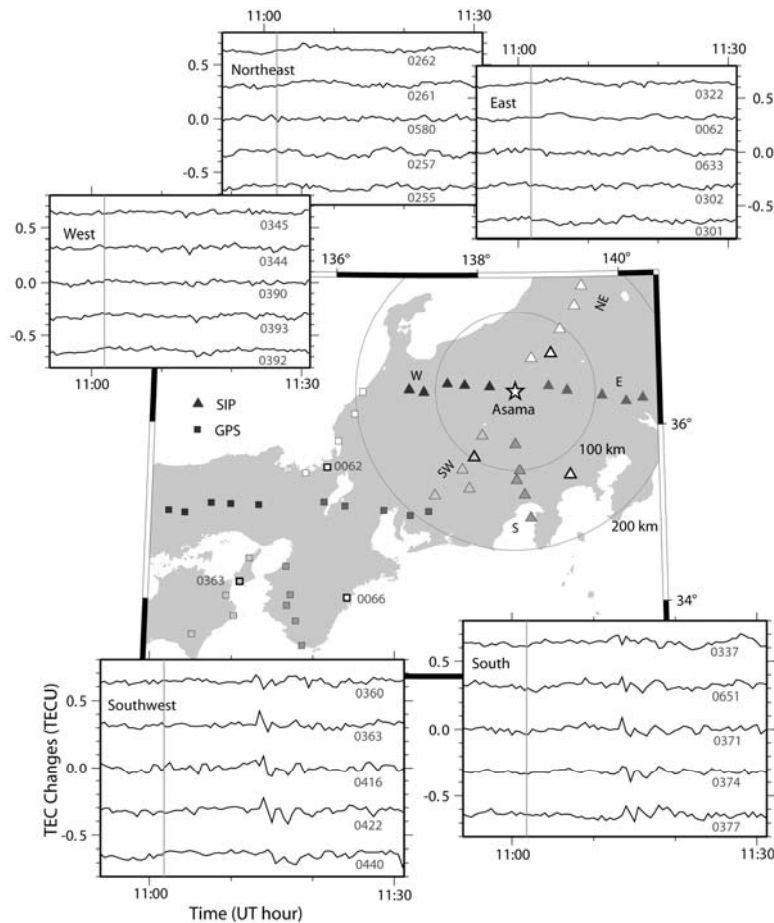 11:00 11:30
0.5
0.0
-0.5
Northeast
0262
0261
0580
0257
0255
11:00 11:30
East
0322
0062
0633
0302
0301
0.5
0.0
-0.5
0.5
0.0
-0.5
West
0345
0344
0390
0393
0392
11:00 11:30
136 138 140
NE
W
E
Asama
SIP
GPS
36°
100 km
SW
0062
S
200 km
0363
0066
34°
TEC Changes (TECU)
0.5
0.0
-0.5
Southwest
0360
0363
0416
0422
0440
11:00 11:30
Time (UT hour)
0.5
0.0
-0.5
South
0337
0651
0371
0374
0377
11:00 11:30